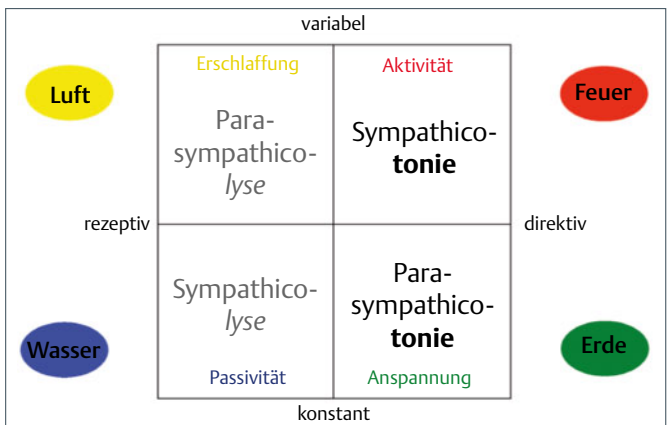 variabel
Erschlaffung
Aktivität
Luft
Feuer
Para-
sympathico-
lyse
Sympathico-
tonie
rezeptiv
direktiv
Sympathico-
lyse
Para-
sympathico-
tonie
Wasser
Erde
Passivität
Anspannung
konstant